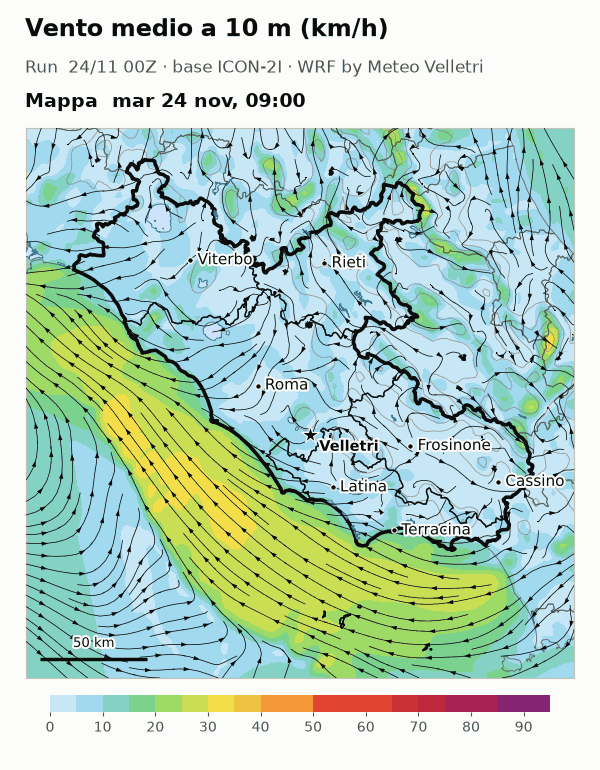 Vento medio a 10 m (km/h)
Run  24/11 00Z · base ICON-2I · WRF by Meteo Velletri
Mappa  mar 24 nov, 09:00
Viterbo
Rieti
Roma
Velletri
Frosinone
Latina
Cassino
Terracina
50 km
0 10 20 30 40 50 60 70 80 90